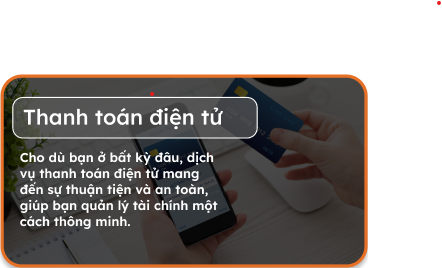 Thanh toán điện tử
Cho dù bạn ở bất kỳ đâu, dịch
vụ thanh toán điện tử mang
đến sự thuận tiện và an toàn,
giúp bạn quản lý tài chính một
cách thông minh.